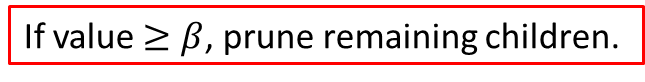 If value ≥ β, prune remaining children.